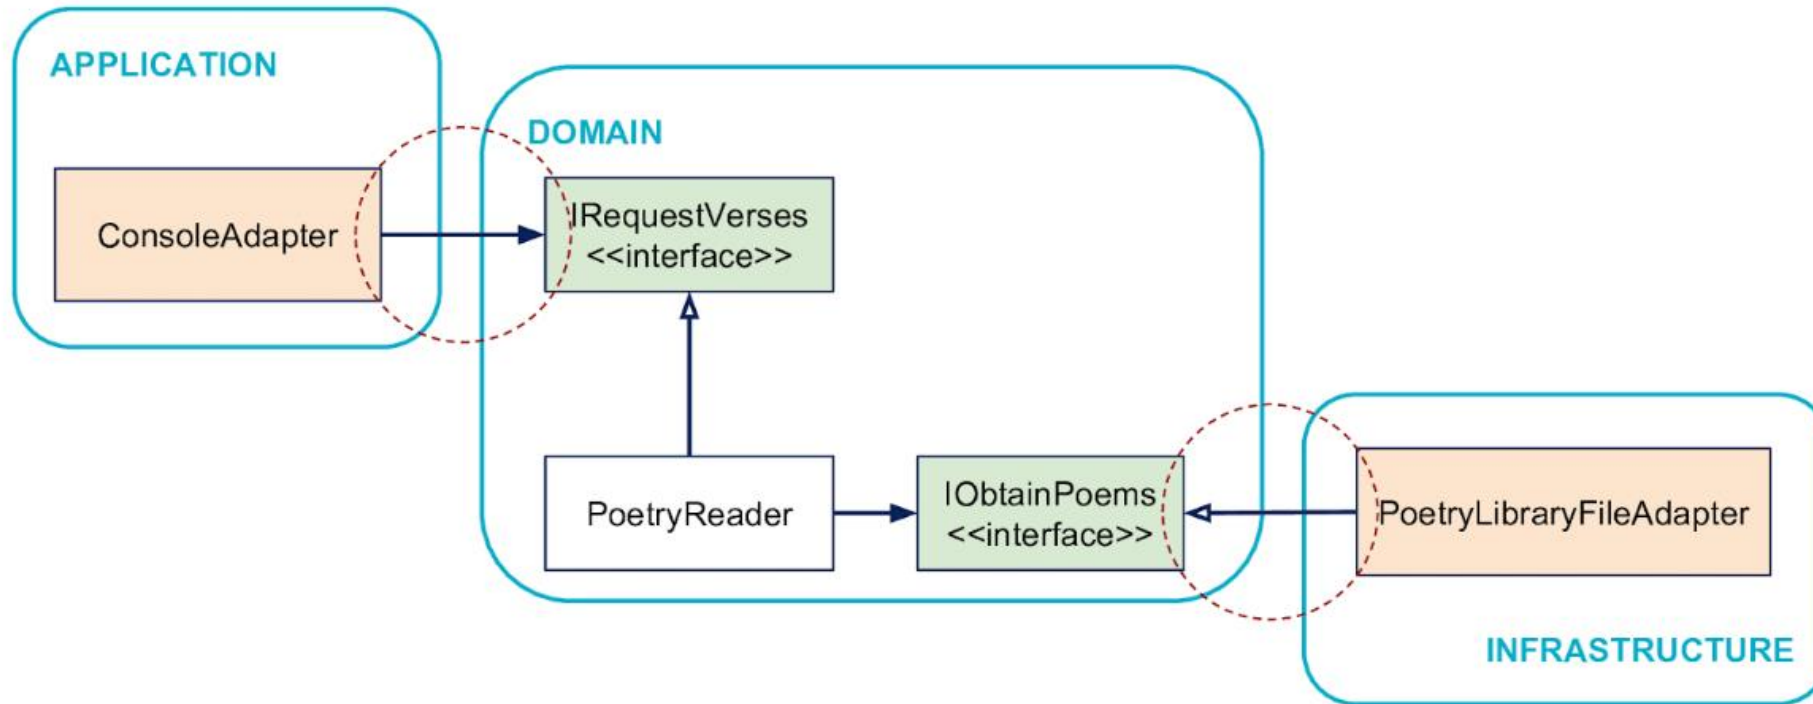 APPLICATION
DOMAIN
ConsoleAdapter
IRequestVerses
<<interface>>
PoetryReader
IObtainPoems
<<interface>>
PoetryLibraryFileAdapter
INFRASTRUCTURE